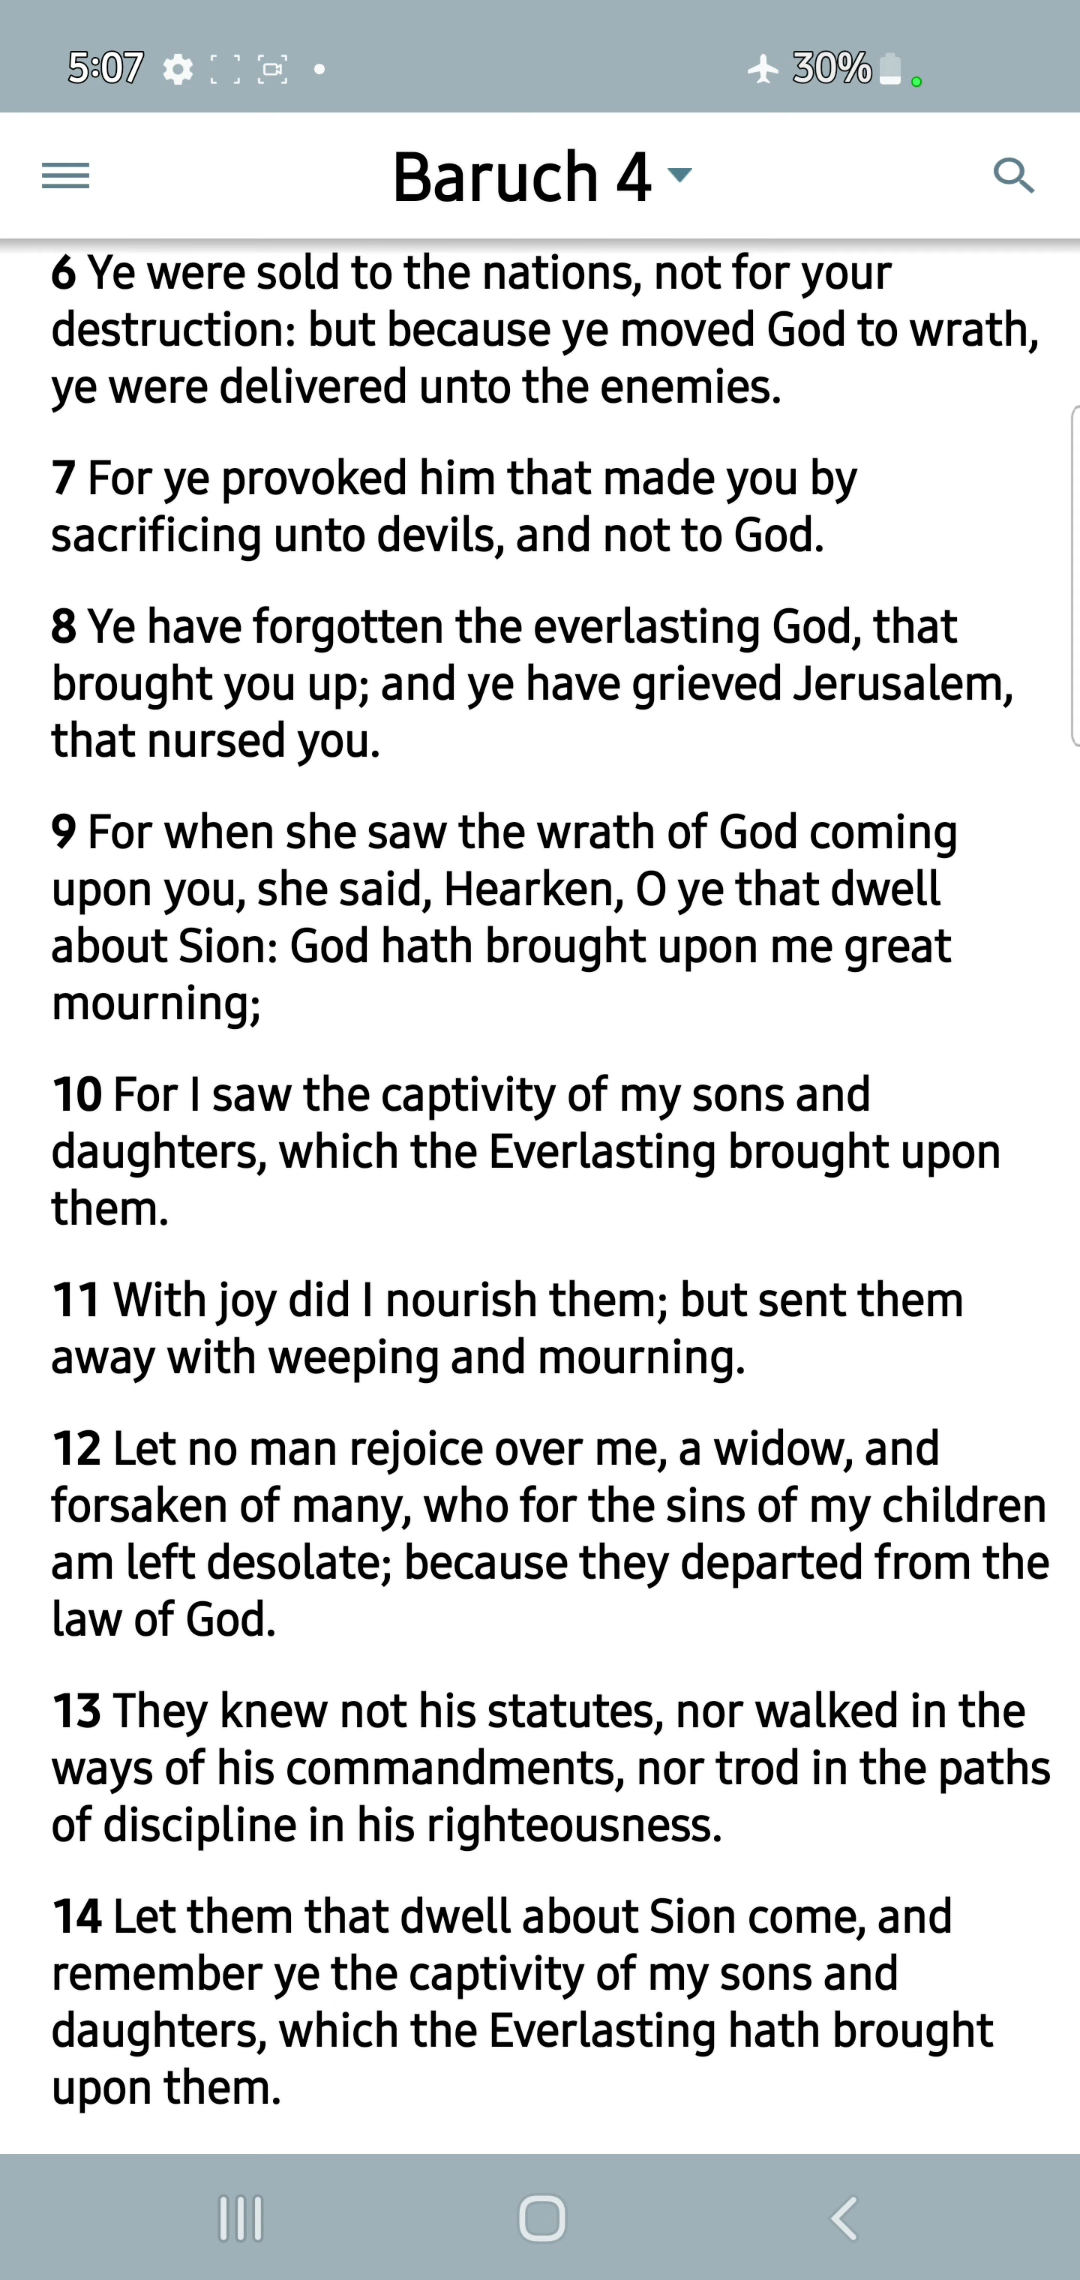 5:07 30%
Baruch 4
6 Ye were sold to the nations, not for your
destruction: but because ye moved God to wrath,
ye were delivered unto the enemies.
7 For ye provoked him that made you by
sacrificing unto devils, and not to God.
8 Ye have forgotten the everlasting God, that
brought you up; and ye have grieved Jerusalem,
that nursed you.
9 For when she saw the wrath of God coming
upon you, she said, Hearken, O ye that dwell
about Sion: God hath brought upon me great
mourning;
10 For I saw the captivity of my sons and
daughters, which the Everlasting brought upon
them.
11 With joy did I nourish them; but sent them
away with weeping and mourning.
12 Let no man rejoice over me, a widow, and
forsaken of many, who for the sins of my children
am left desolate; because they departed from the
law of God.
13 They knew not his statutes, nor walked in the
ways of his commandments, nor trod in the paths
of discipline in his righteousness.
14 Let them that dwell about Sion come, and
remember ye the captivity of my sons and
daughters, which the Everlasting hath brought
upon them.